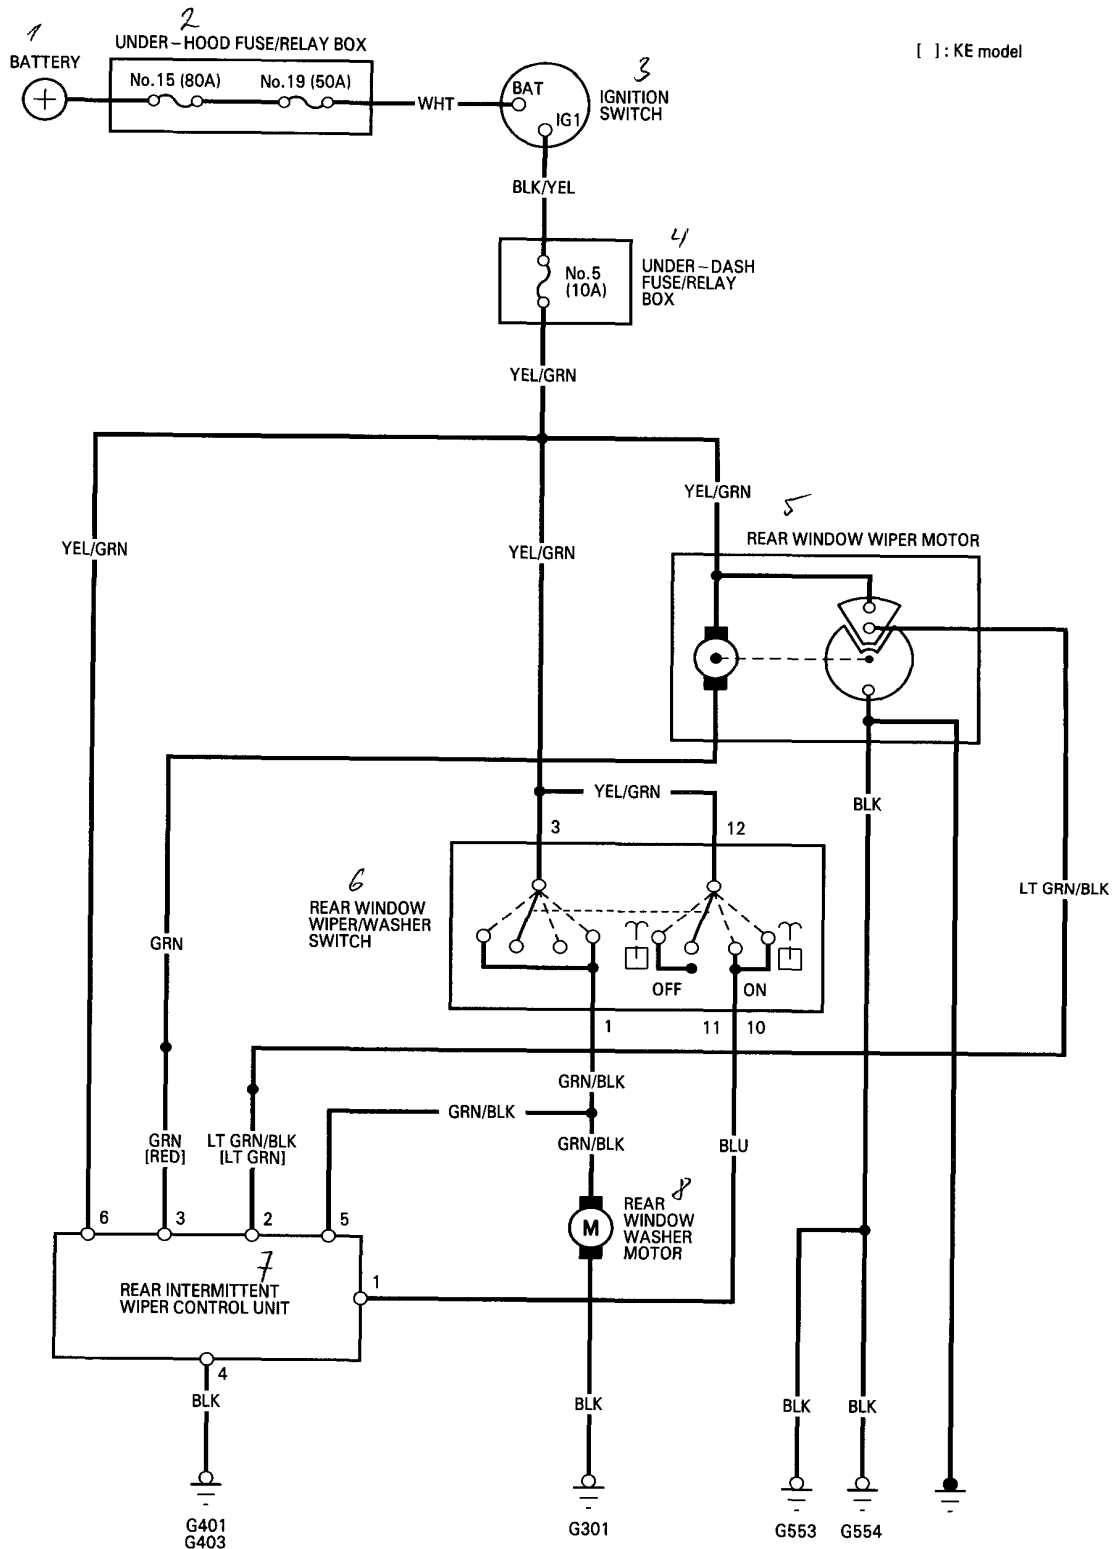 1
BATTERY
2
UNDER-HOOD FUSE/RELAY BOX
No.15 (80A)
No.19 (50A)
WHT
BAT
IG1
3
IGNITION
SWITCH
[ ]: KE model
BLK/YEL
No.5
(10A)
4
UNDER-DASH
FUSE/RELAY
BOX
YEL/GRN
YEL/GRN
YEL/GRN
YEL/GRN
5
REAR WINDOW WIPER MOTOR
YEL/GRN
BLK
3
12
LT GRN/BLK
6
REAR WINDOW
WIPER/WASHER
SWITCH
GRN
OFF
ON
1
11
10
GRN/BLK
GRN/BLK
GRN/BLK
BLU
GRN
[RED]
LT GRN/BLK
[LT GRN]
6
3
2
5
8
REAR
WINDOW
WASHER
MOTOR
M
7
REAR INTERMITTENT
WIPER CONTROL UNIT
1
4
BLK
BLK
BLK
BLK
G401
G403
G301
G553
G554